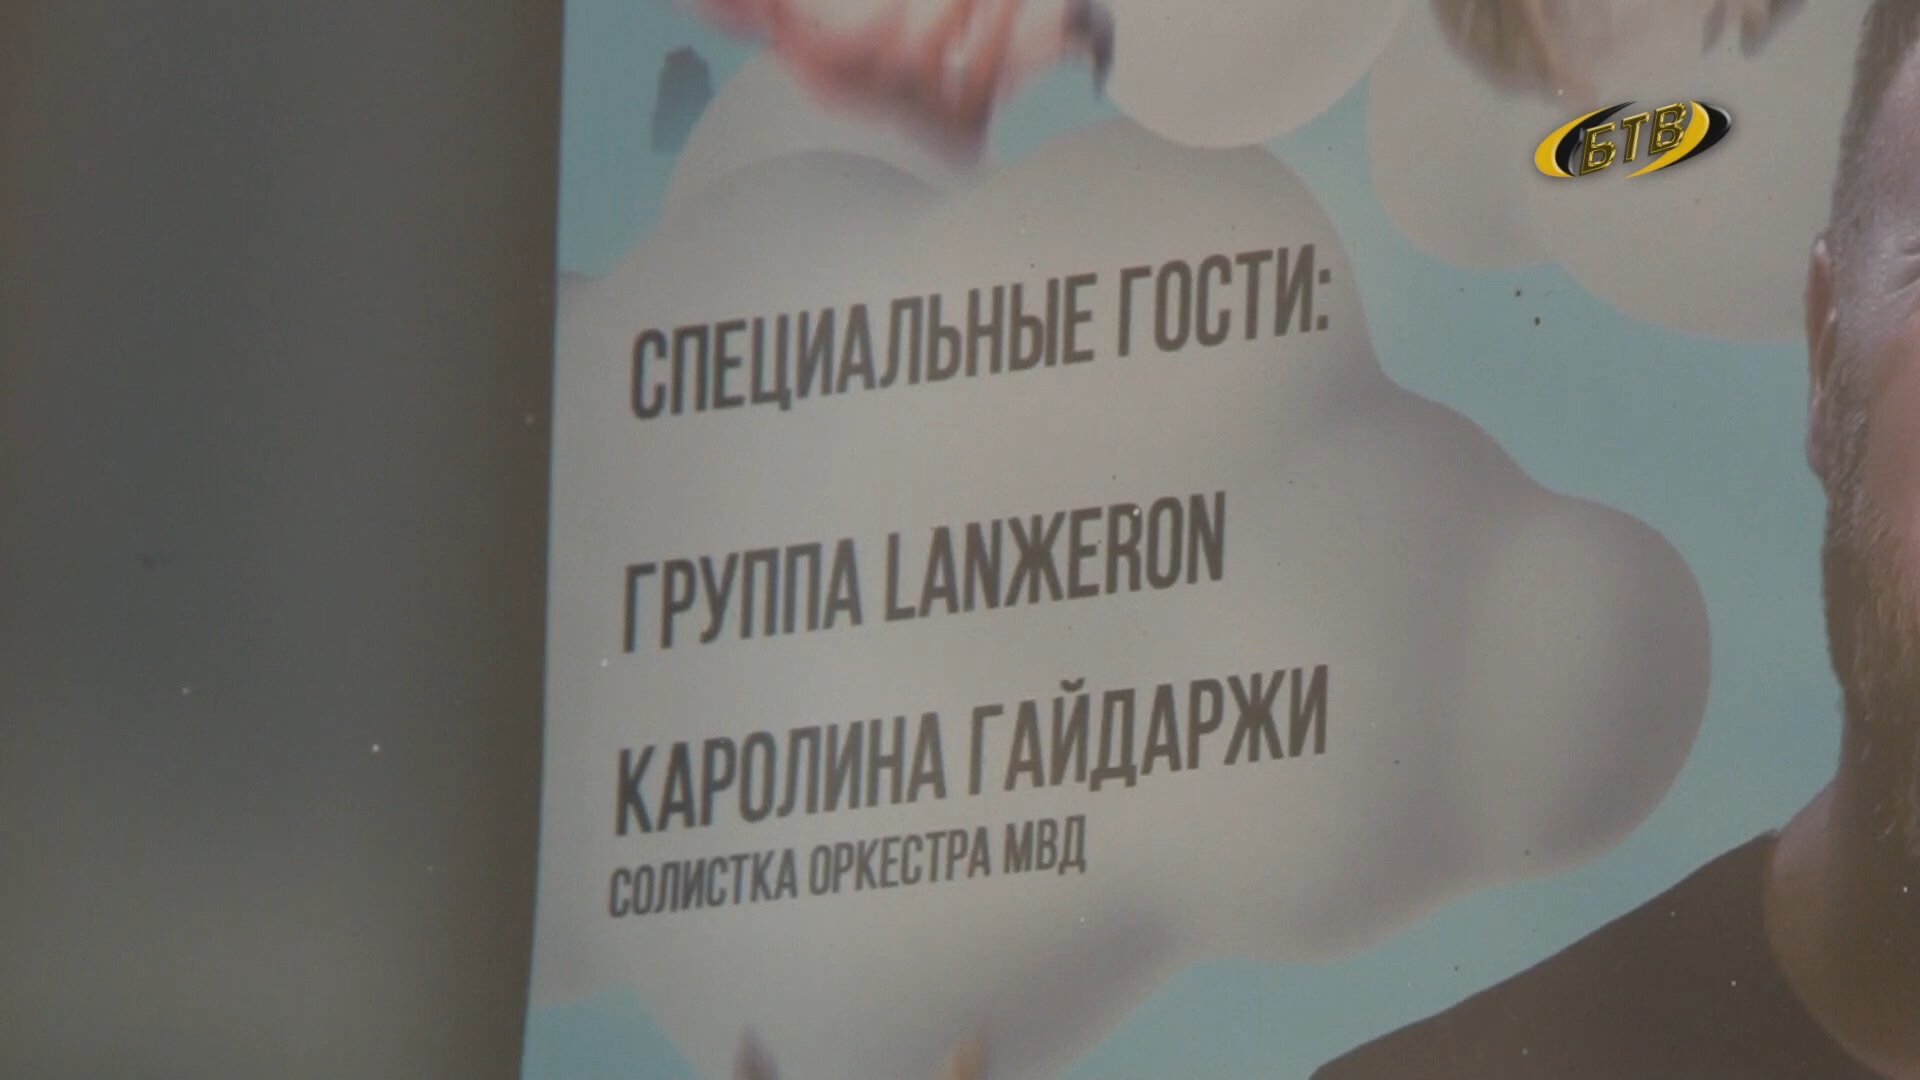 БТВ
СПЕЦИАЛЬНЫЕ ГОСТИ:
ГРУППА LANЖERON
КАРОЛИНА ГАЙДАРЖИ
СОЛИСТКА ОРКЕСТРА МВД